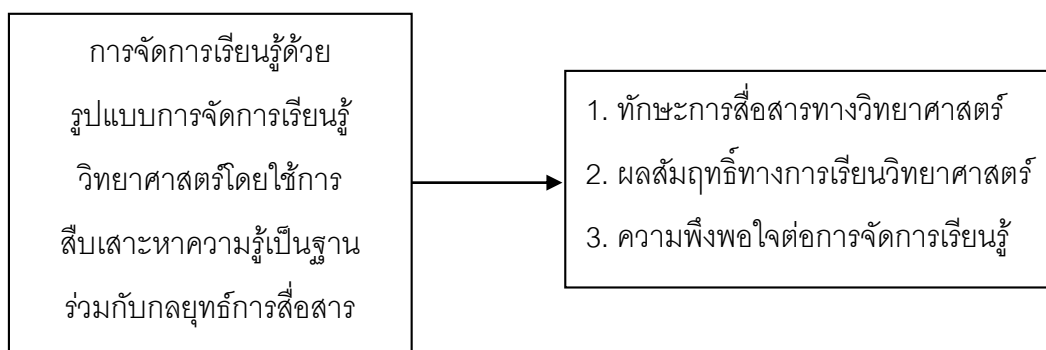 การจัดการเรียนรู้ด้วย
รูปแบบการจัดการเรียนรู้
วิทยาศาสตร์โดยใช้การ
สืบเสาะหาความรู้เป็นฐาน
ร่วมกับกลยุทธ์การสื่อสาร
1. ทักษะการสื่อสารทางวิทยาศาสตร์
2. ผลสัมฤทธิ์ทางการเรียนวิทยาศาสตร์
3. ความพึงพอใจต่อการจัดการเรียนรู้